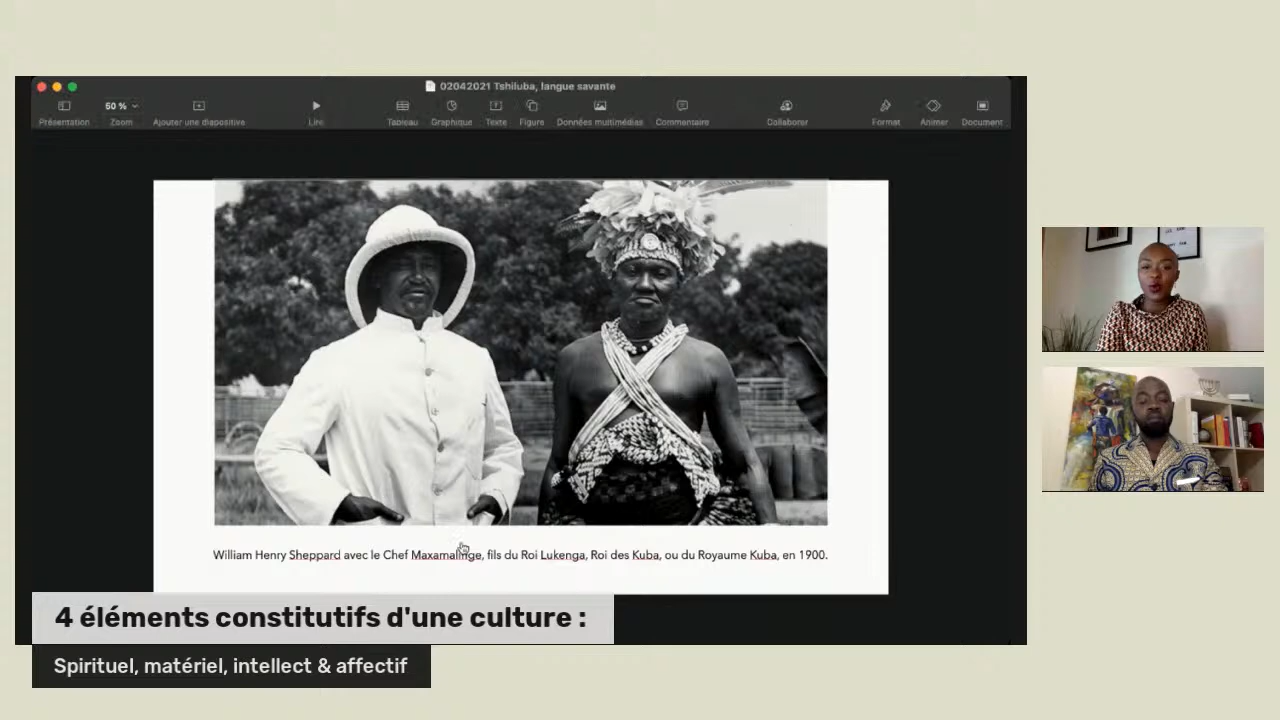 02042021 Tshiluba, langue savante
50 %
Présentation Zoom Ajouter une diapositive Lire Tableau Graphique Texte Figure Données multimédias Commentaire Collaborer Format Animer Document
William Henry Sheppard avec le Chef Maxamalinge, fils du Roi Lukenga, Roi des Kuba, ou du Royaume Kuba, en 1900.
4 éléments constitutifs d'une culture :
Spirituel, matériel, intellect & affectif